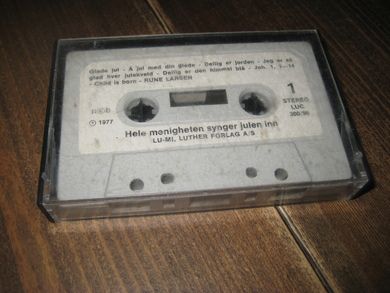 Glade jul - Å jul med din glede - Deilig er jorden - Jeg er så
glad hver julekveld - Deilig er den himmel blå - Joh. 1, 1-14
- Child is born - RUNE LARSEN
1
STEREO
LUC
300/90
℗ 1977
Hele menigheten synger julen inn
LU-MI, LUTHER FORLAG A/S